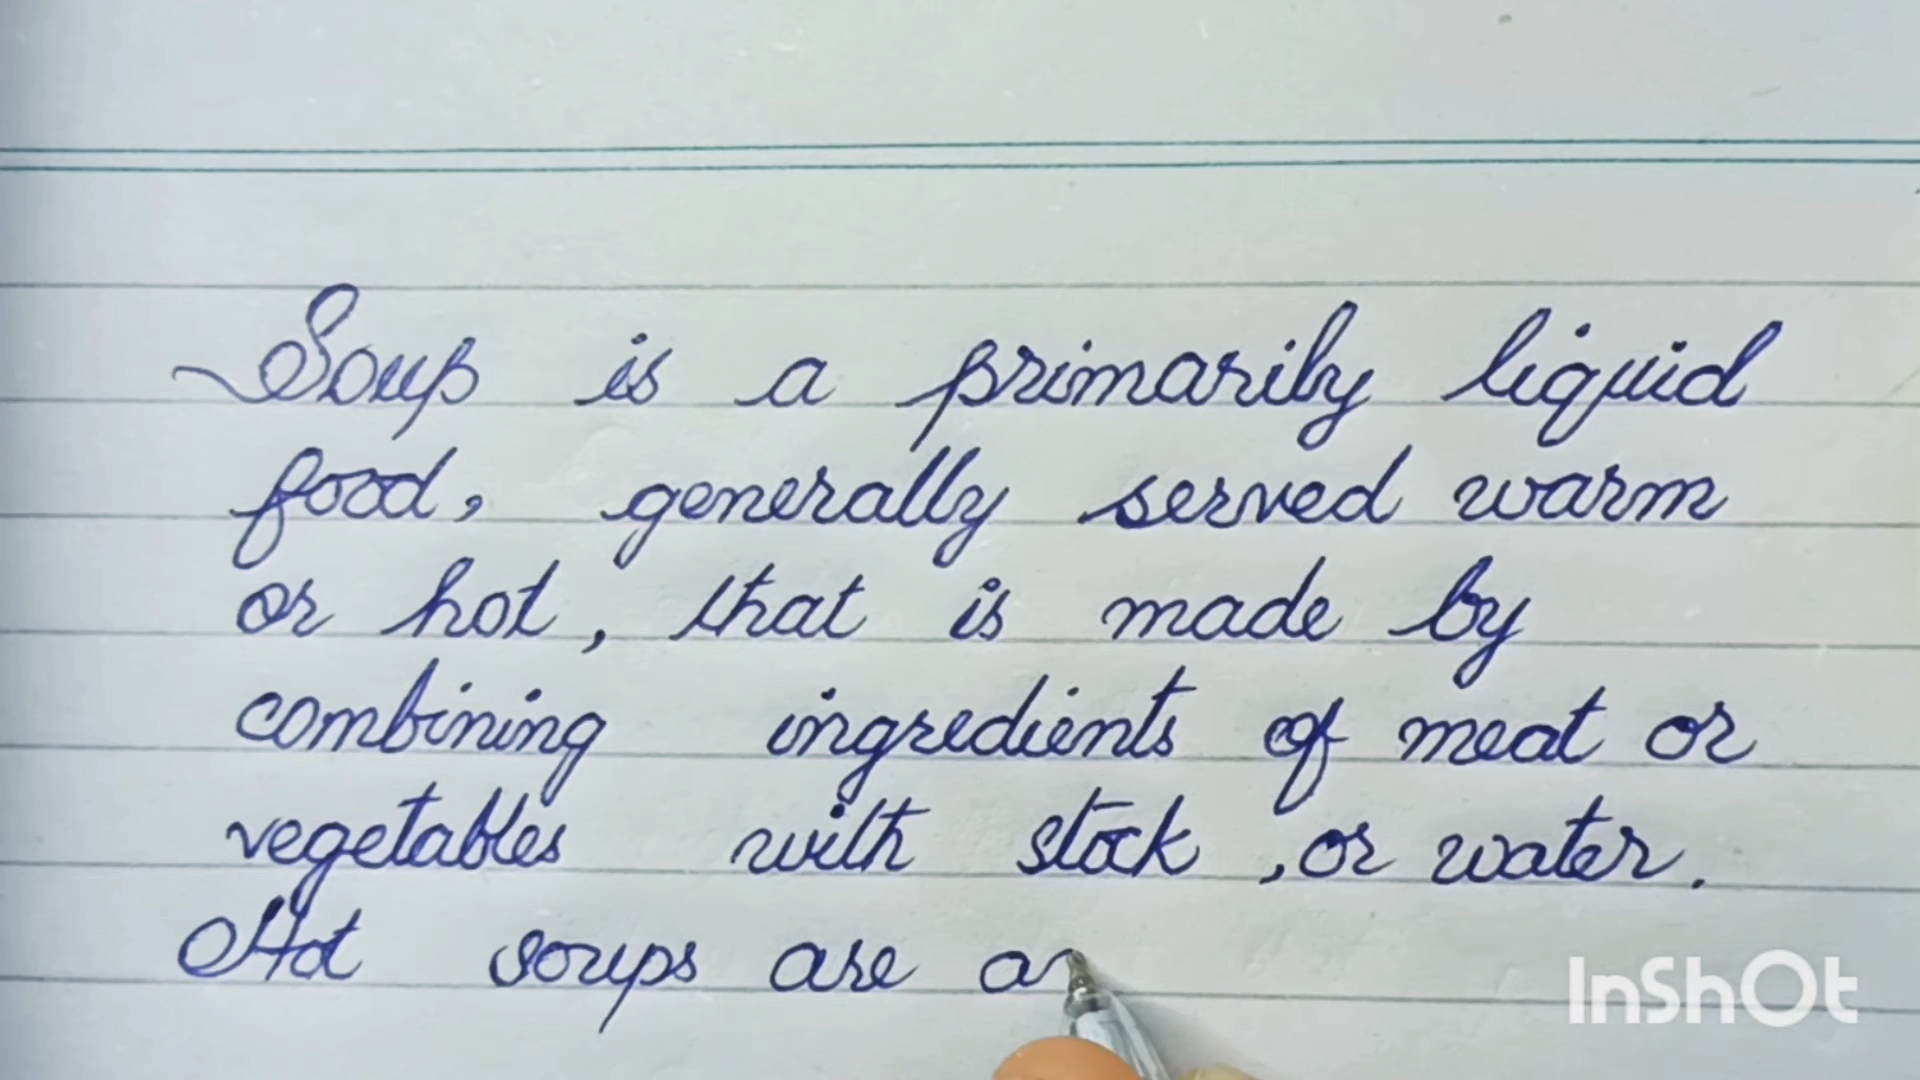 Soup is a primarily liquid
food, generally served warm
or hot, that is made by
combining ingredients of meat or
vegetables with stock, or water.
Hot soups are
InShOt